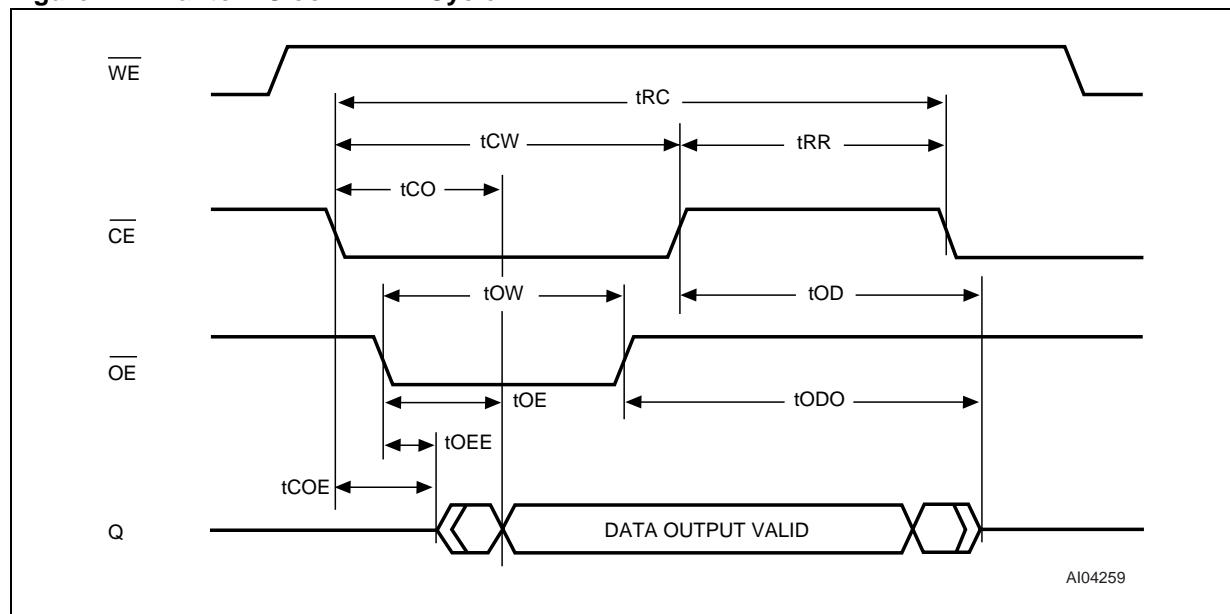 WE
tRC
tCW
tRR
tCO
CE
tOW
tOD
OE
tOE
tODO
tOEE
tCOE
Q
DATA OUTPUT VALID
AI04259